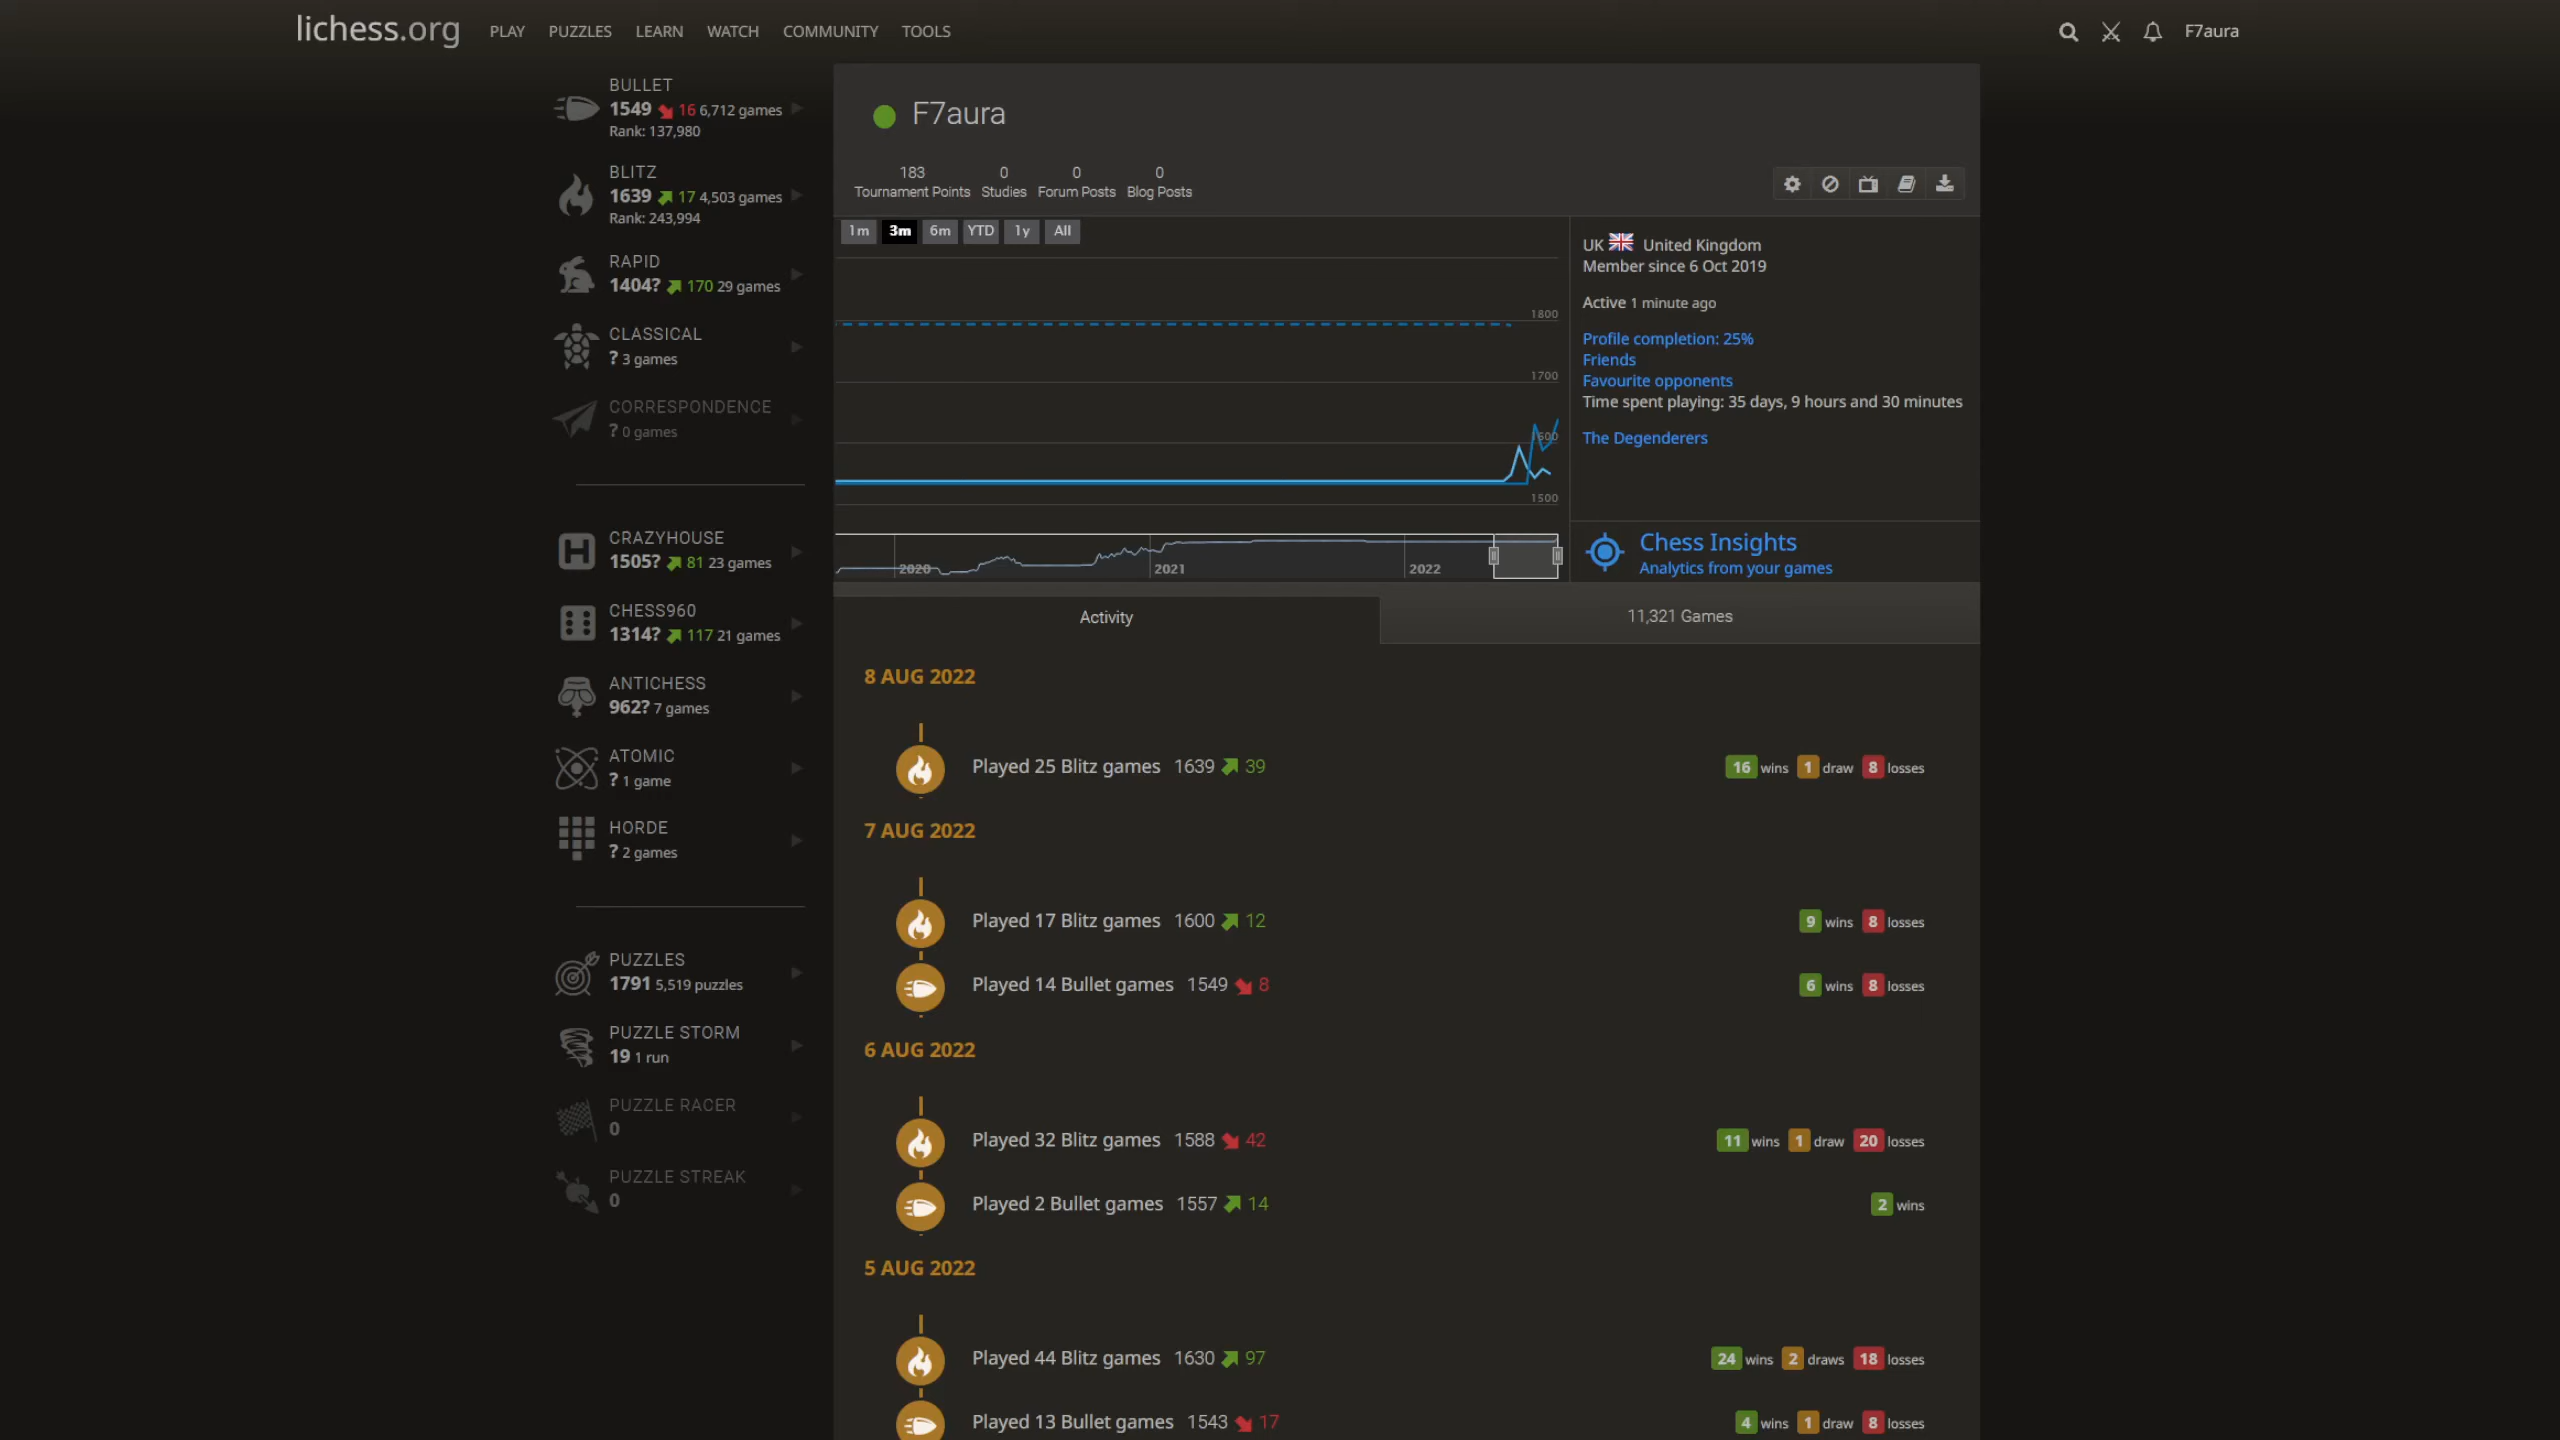 lichess.org PLAY PUZZLES LEARN WATCH COMMUNITY TOOLS F7aura
BULLET
1549 16 6,712 games
Rank: 137,980
BLITZ
1639 17 4,503 games
Rank: 243,994
RAPID
1404? 170 29 games
CLASSICAL
? 3 games
CORRESPONDENCE
? 0 games
CRAZYHOUSE
1505? 81 23 games
CHESS960
1314? 117 21 games
ANTICHESS
962? 7 games
ATOMIC
? 1 game
HORDE
? 2 games
PUZZLES
1791 5,519 puzzles
PUZZLE STORM
19 1 run
PUZZLE RACER
0
PUZZLE STREAK
0
F7aura
183 0 0 0
Tournament Points Studies Forum Posts Blog Posts
1m 3m 6m YTD 1y All
1800
1700
1600
1500
2020 2021 2022
UK United Kingdom
Member since 6 Oct 2019
Active 1 minute ago
Profile completion: 25%
Friends
Favourite opponents
Time spent playing: 35 days, 9 hours and 30 minutes
The Degenderers
Chess Insights
Analytics from your games
Activity 11,321 Games
8 AUG 2022
Played 25 Blitz games 1639 39 16 wins 1 draw 8 losses
7 AUG 2022
Played 17 Blitz games 1600 12 9 wins 8 losses
Played 14 Bullet games 1549 8 6 wins 8 losses
6 AUG 2022
Played 32 Blitz games 1588 42 11 wins 1 draw 20 losses
Played 2 Bullet games 1557 14 2 wins
5 AUG 2022
Played 44 Blitz games 1630 97 24 wins 2 draws 18 losses
Played 13 Bullet games 1543 17 4 wins 1 draw 8 losses